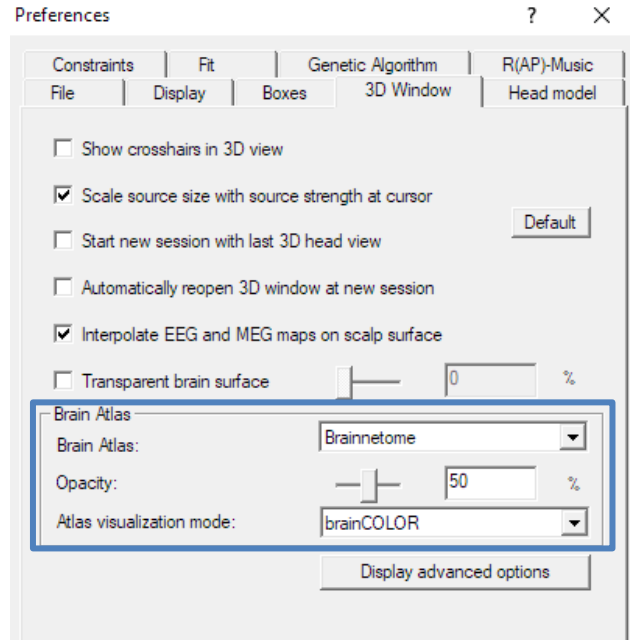 Preferences ? ×
Constraints Fit Genetic Algorithm R(AP)-Music
File Display Boxes 3D Window Head model
Show crosshairs in 3D view
Scale source size with source strength at cursor
Default
Start new session with last 3D head view
Automatically reopen 3D window at new session
Interpolate EEG and MEG maps on scalp surface
Transparent brain surface 0 %
Brain Atlas
Brain Atlas: Brainnetome
Opacity: 50 %
Atlas visualization mode: brainCOLOR
Display advanced options